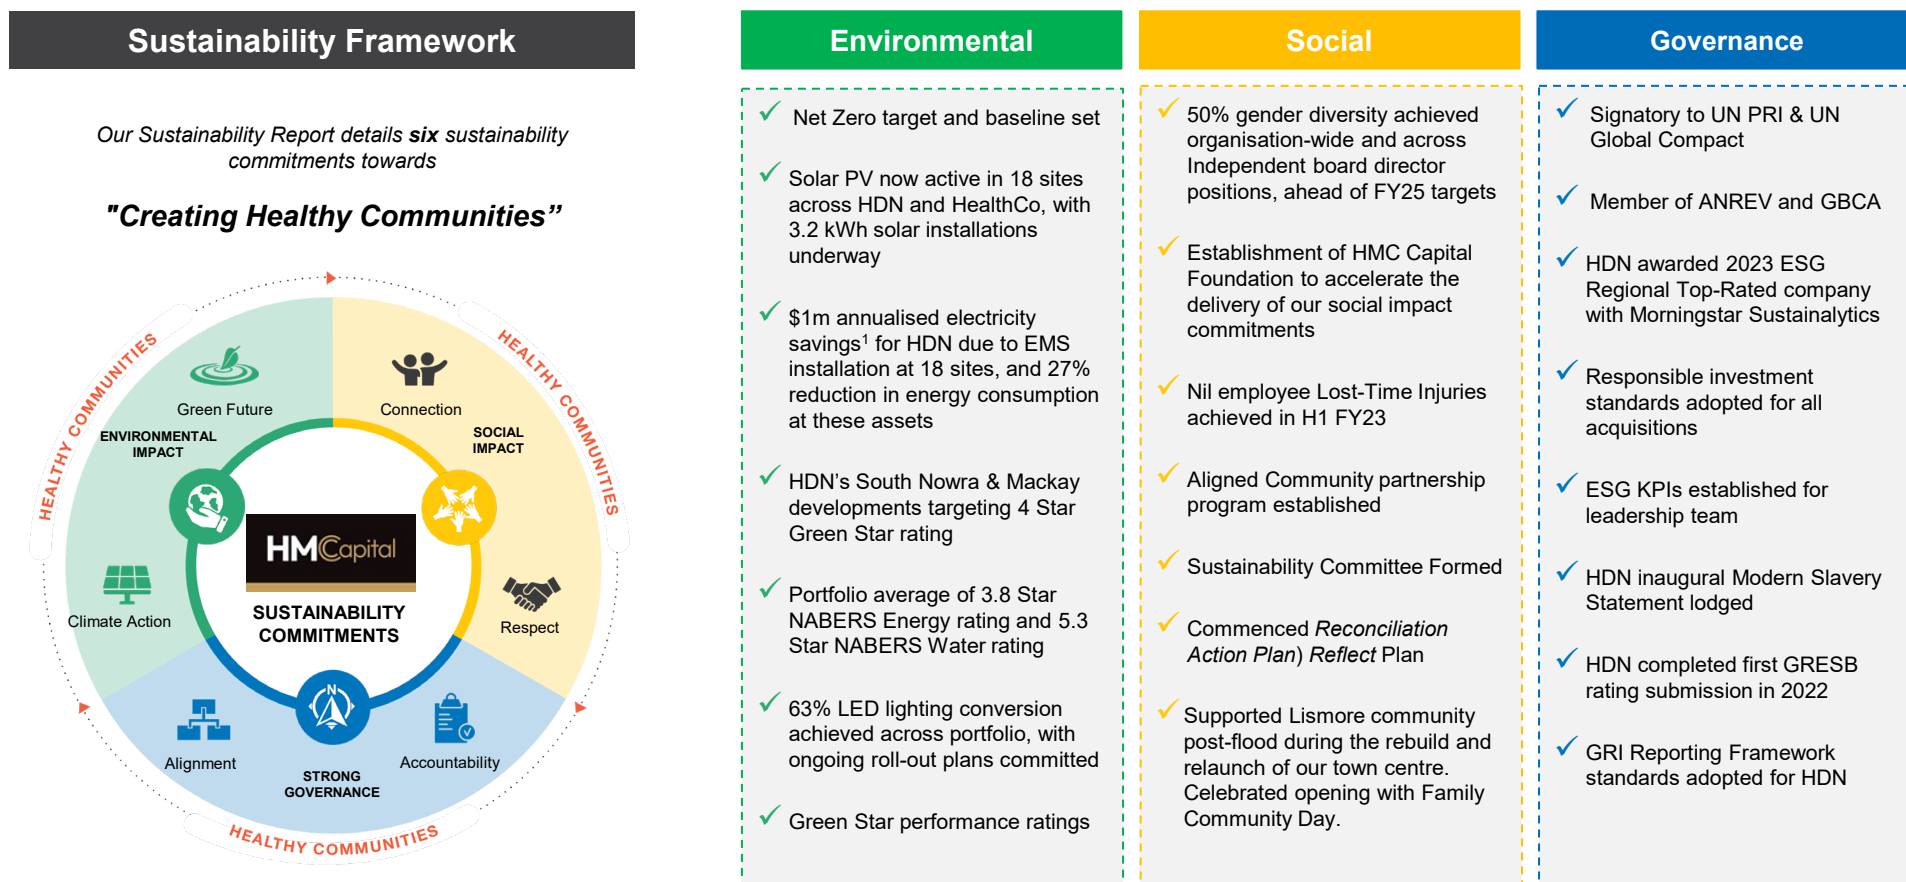 Sustainability Framework
Our Sustainability Report details six sustainability
commitments towards
"Creating Healthy Communities”
HEALTHY COMMUNITIES
HEALTHY COMMUNITIES
Green Future
Connection
ENVIRONMENTAL
IMPACT
SOCIAL
IMPACT
HMCapital
SUSTAINABILITY
COMMITMENTS
Climate Action
Respect
N
Alignment
Accountability
STRONG
GOVERNANCE
HEALTHY COMMUNITIES
Environmental
Net Zero target and baseline set
Solar PV now active in 18 sites
across HDN and HealthCo, with
3.2 kWh solar installations
underway
$1m annualised electricity
savings¹ for HDN due to EMS
installation at 18 sites, and 27%
reduction in energy consumption
at these assets
HDN’s South Nowra & Mackay
developments targeting 4 Star
Green Star rating
Portfolio average of 3.8 Star
NABERS Energy rating and 5.3
Star NABERS Water rating
63% LED lighting conversion
achieved across portfolio, with
ongoing roll-out plans committed
Green Star performance ratings
Social
50% gender diversity achieved
organisation-wide and across
Independent board director
positions, ahead of FY25 targets
Establishment of HMC Capital
Foundation to accelerate the
delivery of our social impact
commitments
Nil employee Lost-Time Injuries
achieved in H1 FY23
Aligned Community partnership
program established
Sustainability Committee Formed
Commenced Reconciliation
Action Plan) Reflect Plan
Supported Lismore community
post-flood during the rebuild and
relaunch of our town centre.
Celebrated opening with Family
Community Day.
Governance
Signatory to UN PRI & UN
Global Compact
Member of ANREV and GBCA
HDN awarded 2023 ESG
Regional Top-Rated company
with Morningstar Sustainalytics
Responsible investment
standards adopted for all
acquisitions
ESG KPIs established for
leadership team
HDN inaugural Modern Slavery
Statement lodged
HDN completed first GRESB
rating submission in 2022
GRI Reporting Framework
standards adopted for HDN